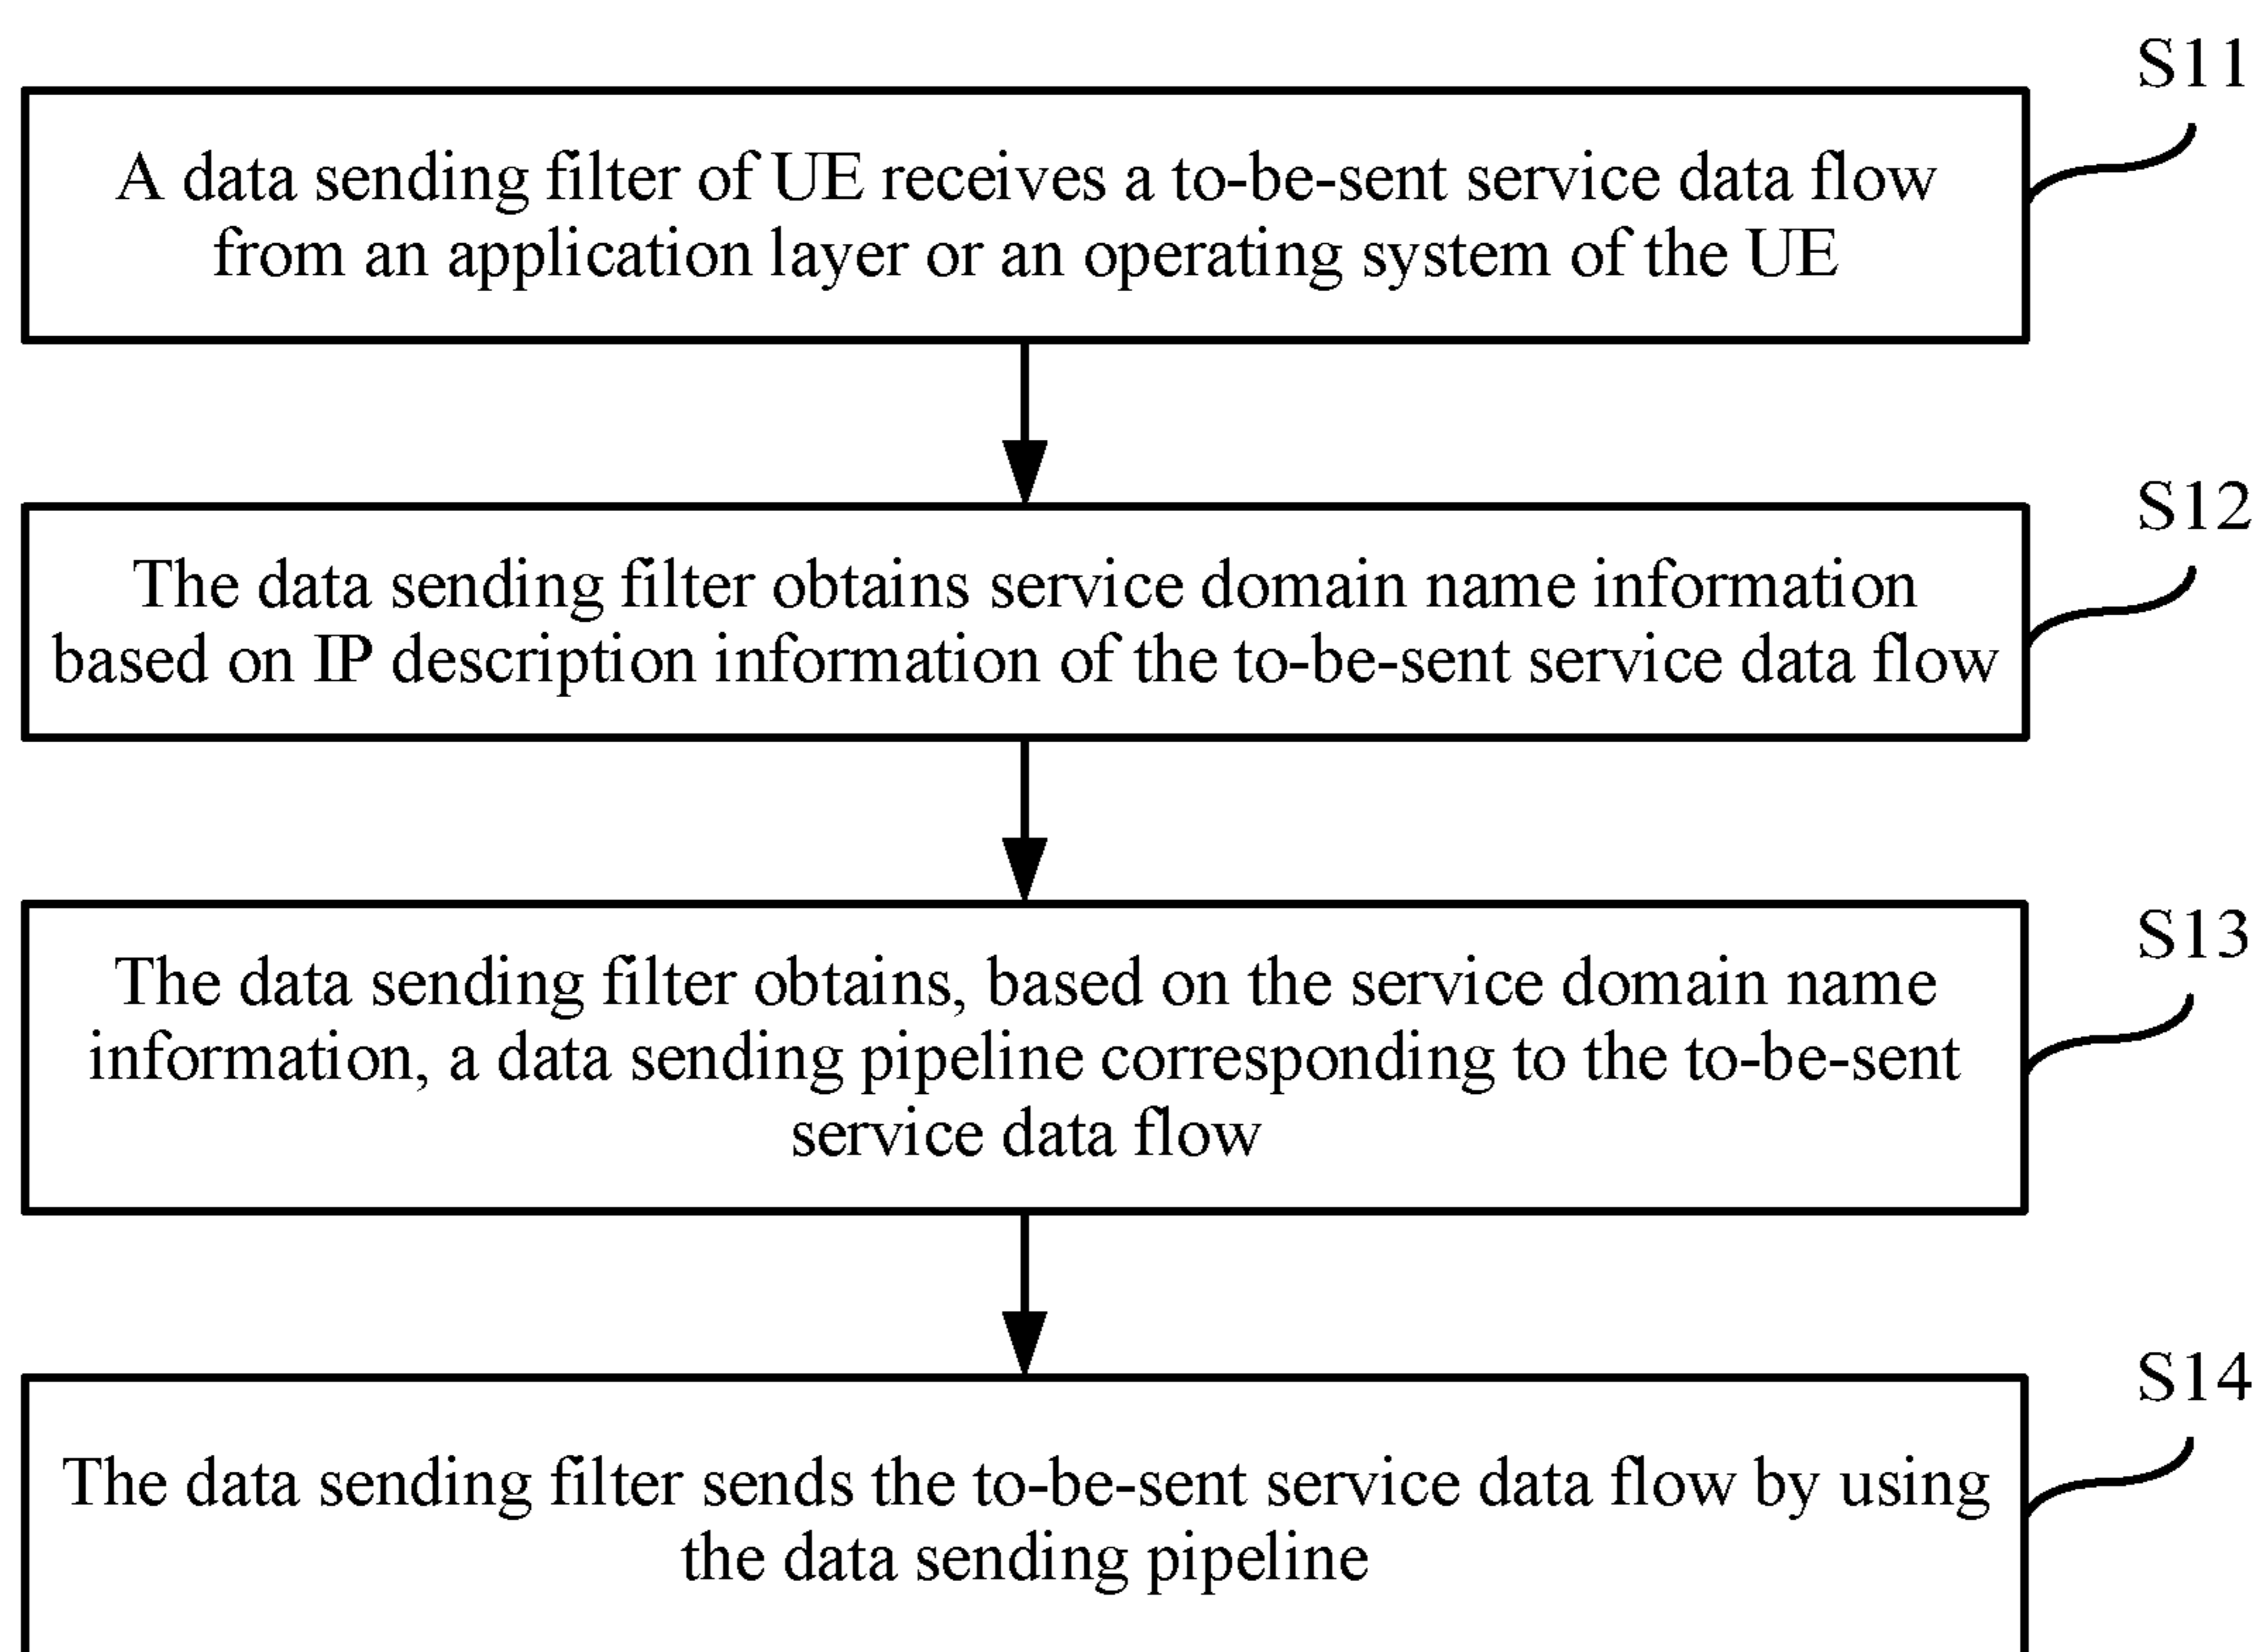 S11
A data sending filter of UE receives a to-be-sent service data flow
from an application layer or an operating system of the UE
S12
The data sending filter obtains service domain name information
based on IP description information of the to-be-sent service data flow
S13
The data sending filter obtains, based on the service domain name
information, a data sending pipeline corresponding to the to-be-sent
service data flow
S14
The data sending filter sends the to-be-sent service data flow by using
the data sending pipeline